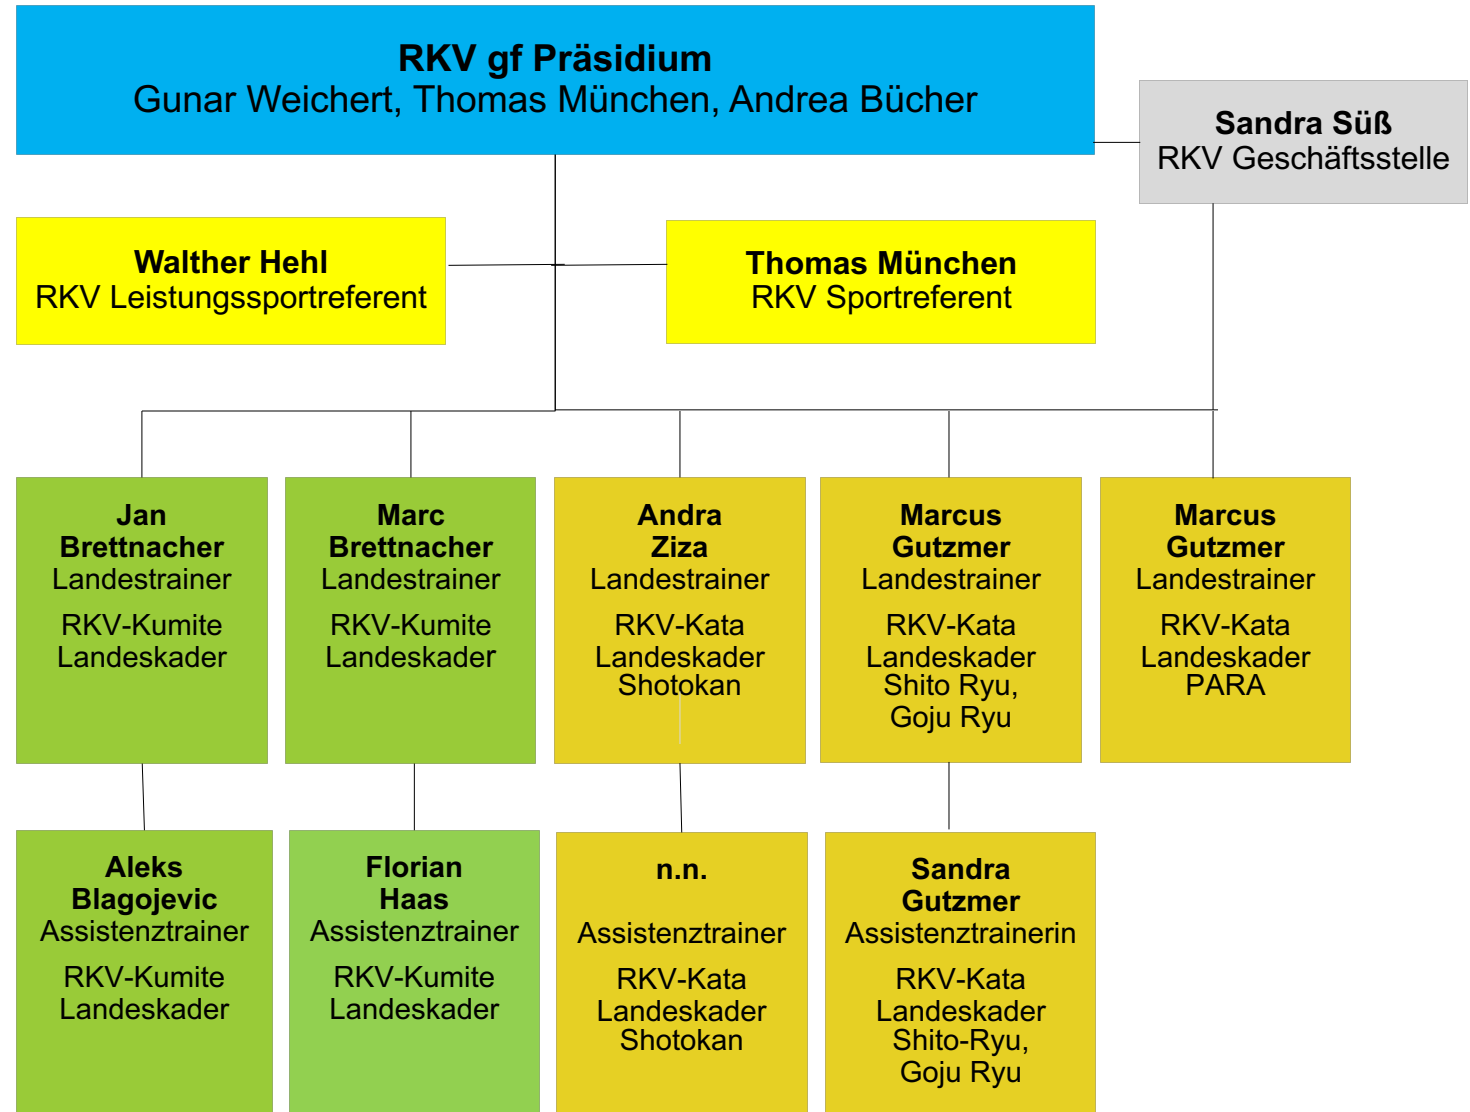 RKV gf Präsidium
Gunar Weichert, Thomas München, Andrea Bücher
Sandra Süß
RKV Geschäftsstelle
Walther Hehl
RKV Leistungssportreferent
Thomas München
RKV Sportreferent
Jan
Brettnacher
Landestrainer
RKV-Kumite
Landeskader
Marc
Brettnacher
Landestrainer
RKV-Kumite
Landeskader
Andra
Ziza
Landestrainer
RKV-Kata
Landeskader
Shotokan
Marcus
Gutzmer
Landestrainer
RKV-Kata
Landeskader
Shito Ryu,
Goju Ryu
Marcus
Gutzmer
Landestrainer
RKV-Kata
Landeskader
PARA
Aleks
Blagojevic
Assistenztrainer
RKV-Kumite
Landeskader
Florian
Haas
Assistenztrainer
RKV-Kumite
Landeskader
n.n.
Assistenztrainer
RKV-Kata
Landeskader
Shotokan
Sandra
Gutzmer
Assistenztrainerin
RKV-Kata
Landeskader
Shito-Ryu,
Goju Ryu